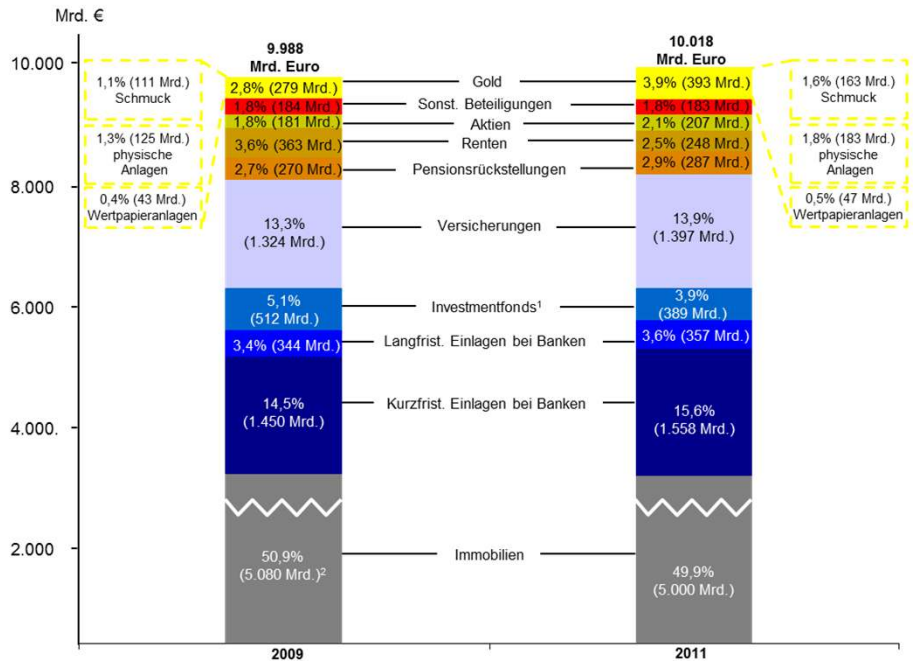 Mrd. €
10.000
8.000
6.000
4.000.
2.000
9.988
Mrd. Euro
10.018
Mrd. Euro
1,1% (111 Mrd.)
Schmuck
1,3% (125 Mrd.)
physische
Anlagen
0,4% (43 Mrd.)
Wertpapieranlagen
2,8% (279 Mrd.)
1,8% (184 Mrd.)
1,8% (181 Mrd.)
3,6% (363 Mrd.)
2,7% (270 Mrd.)
13,3%
(1.324 Mrd.)
5,1%
(512 Mrd.)
3,4% (344 Mrd.)
14,5%
(1.450 Mrd.)
50,9%
(5.080 Mrd.)²
Gold
Sonst. Beteiligungen
Aktien
Renten
Pensionsrückstellungen
Versicherungen
Investmentfonds¹
Langfrist. Einlagen bei Banken
Kurzfrist. Einlagen bei Banken
Immobilien
3,9% (393 Mrd.)
1,8% (183 Mrd.)
2,1% (207 Mrd.)
2,5% (248 Mrd.)
2,9% (287 Mrd.)
13,9%
(1.397 Mrd.)
3,9%
(389 Mrd.)
3,6% (357 Mrd.)
15,6%
(1.558 Mrd.)
49,9%
(5.000 Mrd.)
1,6% (163 Mrd.)
Schmuck
1,8% (183 Mrd.)
physische
Anlagen
0,5% (47 Mrd.)
Wertpapieranlagen
2009
2011